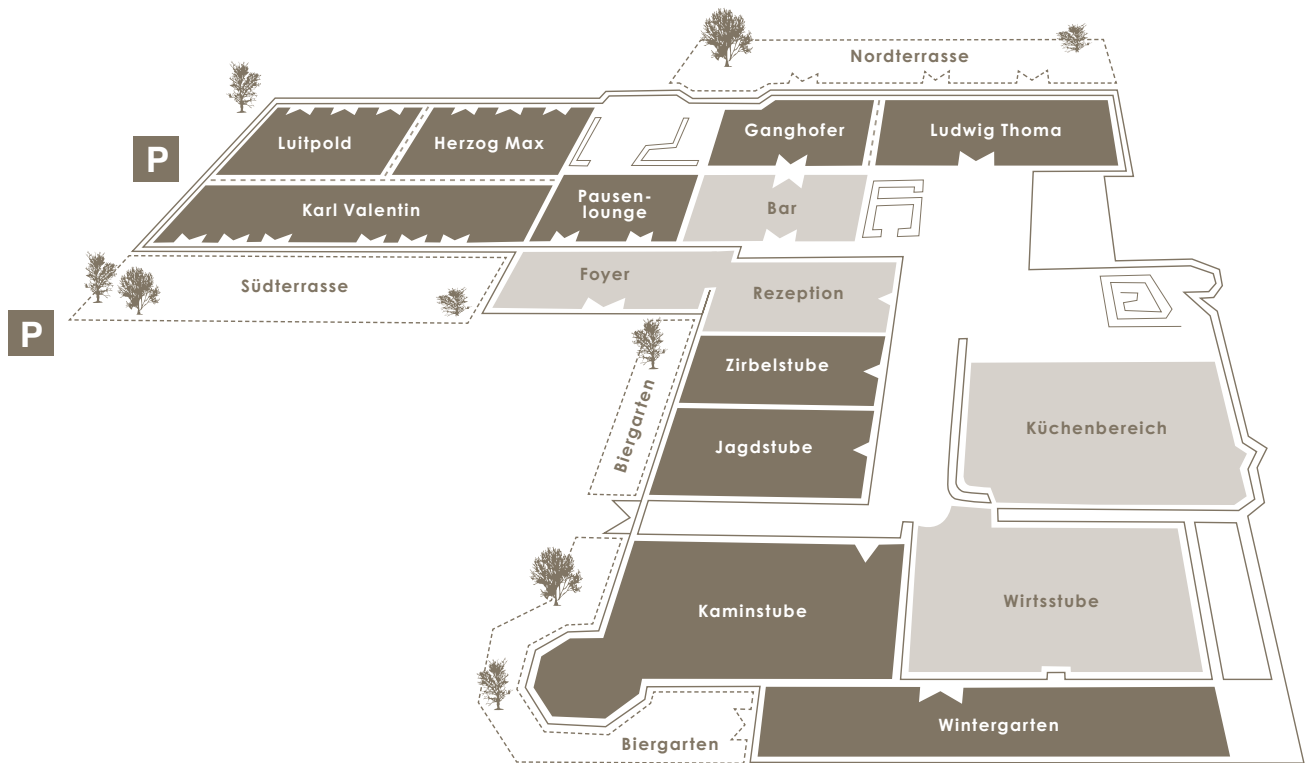 Nordterrasse
P
Luitpold
Herzog Max
Ganghofer
Ludwig Thoma
Karl Valentin
Pausen-
lounge
Bar
Südterrasse
Foyer
Rezeption
P
Zirbelstube
Biergarten
Jagdstube
Küchenbereich
Kaminstube
Wirtsstube
Wintergarten
Biergarten